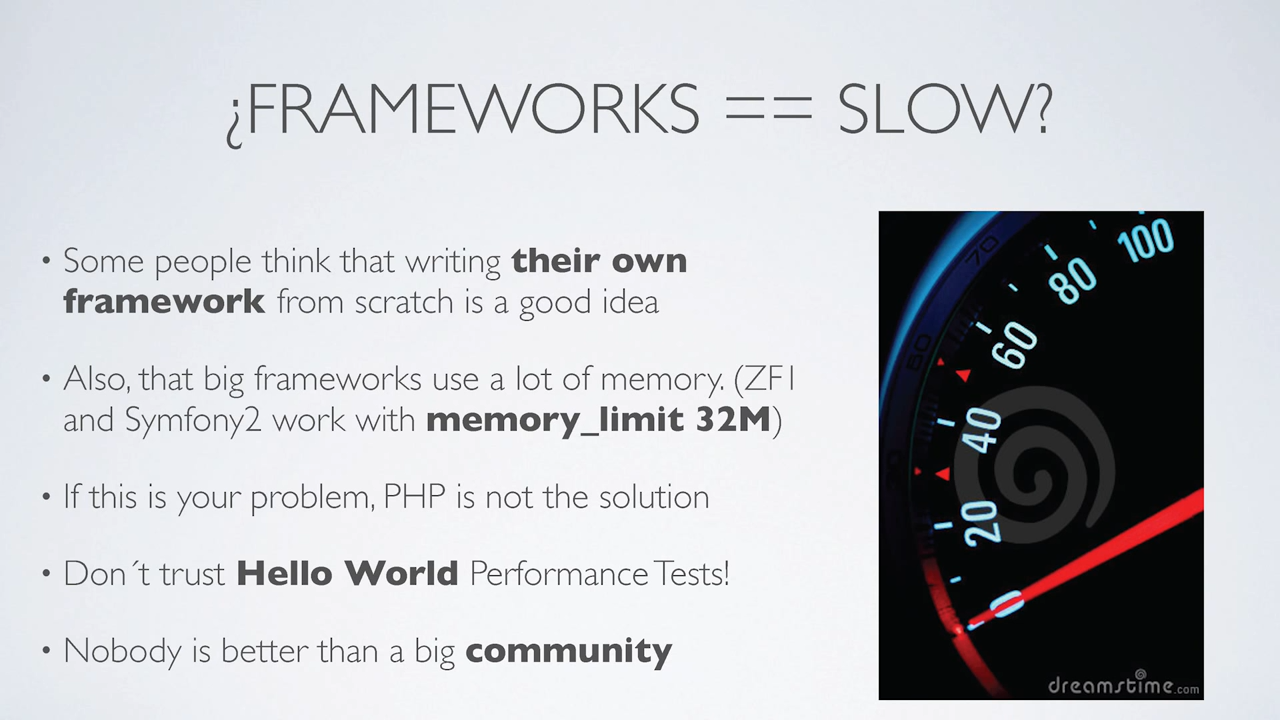 ¿FRAMEWORKS == SLOW?
• Some people think that writing their own
framework from scratch is a good idea
• Also, that big frameworks use a lot of memory. (ZF1
and Symfony2 work with memory_limit 32M)
• If this is your problem, PHP is not the solution
• Don´t trust Hello World Performance Tests!
• Nobody is better than a big community
100
80
70
60
50
40
20
0
dreamstime.com